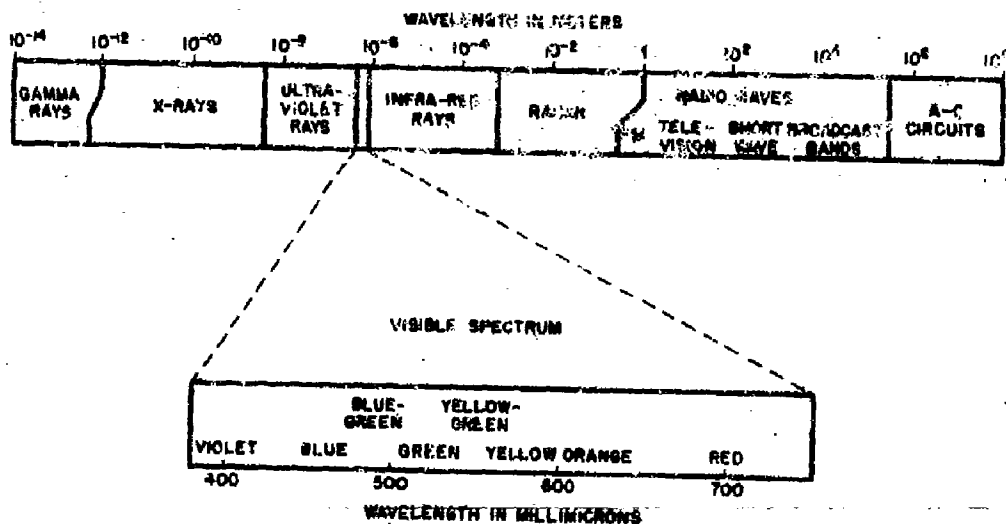 WAVELENGTH IN METERS
10⁻¹⁴ 10⁻¹² 10⁻¹⁰ 10⁻⁸ 10⁻⁶ 10⁻⁴ 10⁻² 1 10² 10⁴ 10⁶
GAMMA RAYS
X-RAYS
ULTRA-
VIOLET
RAYS
INFRA-RED
RAYS
RADAR
RADIO WAVES
FM
TELE-
VISION
SHORT
WAVE
BROADCAST
BANDS
A-C
CIRCUITS
VISIBLE SPECTRUM
BLUE-
GREEN
YELLOW-
GREEN
VIOLET BLUE GREEN YELLOW ORANGE RED
400 500 600 700
WAVELENGTH IN MILLIMICRONS